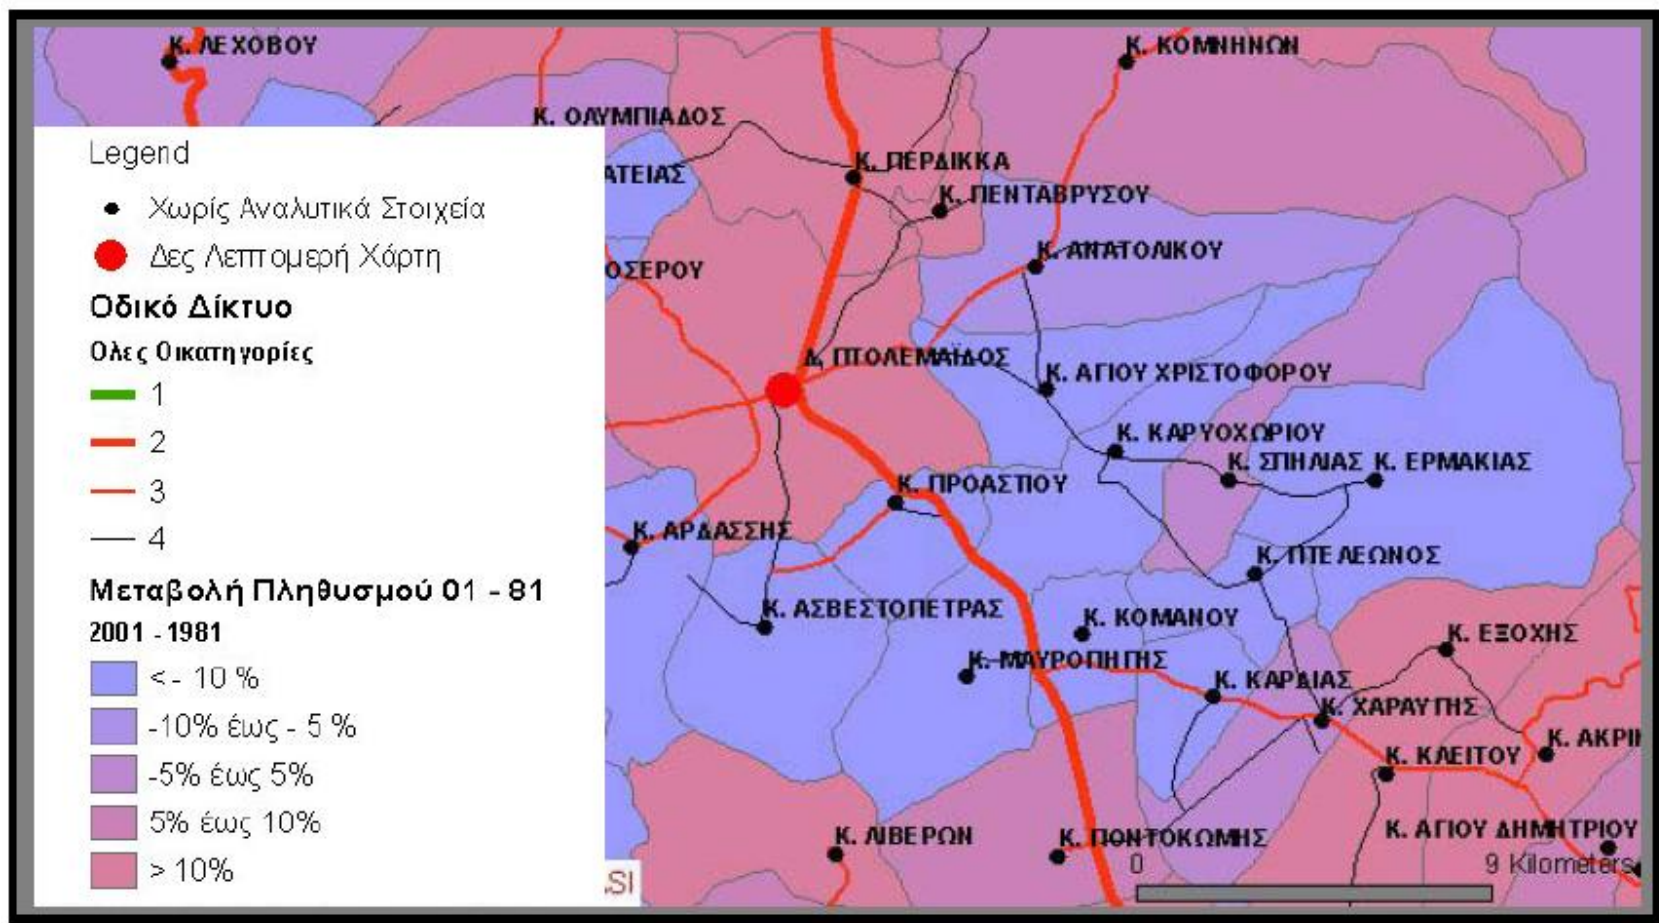 Κ. ΛΕΧΟΒΟΥ
Κ. ΚΟΜΝΗΝΩΝ
Κ. ΟΛΥΜΠΙΑΔΟΣ
Κ. ΠΕΡΔΙΚΚΑ
ΑΤΕΙΑΣ
Κ. ΠΕΝΤΑΒΡΥΣΟΥ
Κ. ΑΝΑΤΟΛΙΚΟΥ
ΟΣΕΡΟΥ
Δ. ΠΤΟΛΕΜΑΪΔΟΣ
Κ. ΑΓΙΟΥ ΧΡΙΣΤΟΦΟΡΟΥ
Κ. ΚΑΡΥΟΧΩΡΙΟΥ
Κ. ΣΠΗΛΙΑΣ Κ. ΕΡΜΑΚΙΑΣ
Κ. ΠΡΟΑΣΤΙΟΥ
Κ. ΑΡΔΑΣΣΗΣ
Κ. ΠΤΕΛΕΩΝΟΣ
Κ. ΑΣΒΕΣΤΟΠΕΤΡΑΣ
Κ. ΚΟΜΑΝΟΥ
Κ. ΕΞΟΧΗΣ
Κ. ΜΑΥΡΟΠΗΓΗΣ
Κ. ΚΑΡΔΙΑΣ
Κ. ΧΑΡΑΥΓΗΣ
Κ. ΑΚΡΙΝ
Κ. ΚΛΕΙΤΟΥ
Κ. ΛΙΒΕΡΩΝ
Κ. ΠΟΝΤΟΚΩΜΗΣ
Κ. ΑΓΙΟΥ ΔΗΜΗΤΡΙΟΥ
0 9 Kilometers
Legend
Χωρίς Αναλυτικά Στοιχεία
Δες Λεπτομερή Χάρτη
Οδικό Δίκτυο
Ολες Οικατηγορίες
1
2
3
4
Μεταβολή Πληθυσμού 01 - 81
2001 - 1981
< - 10 %
-10% έως - 5 %
-5% έως 5%
5% έως 10%
> 10%